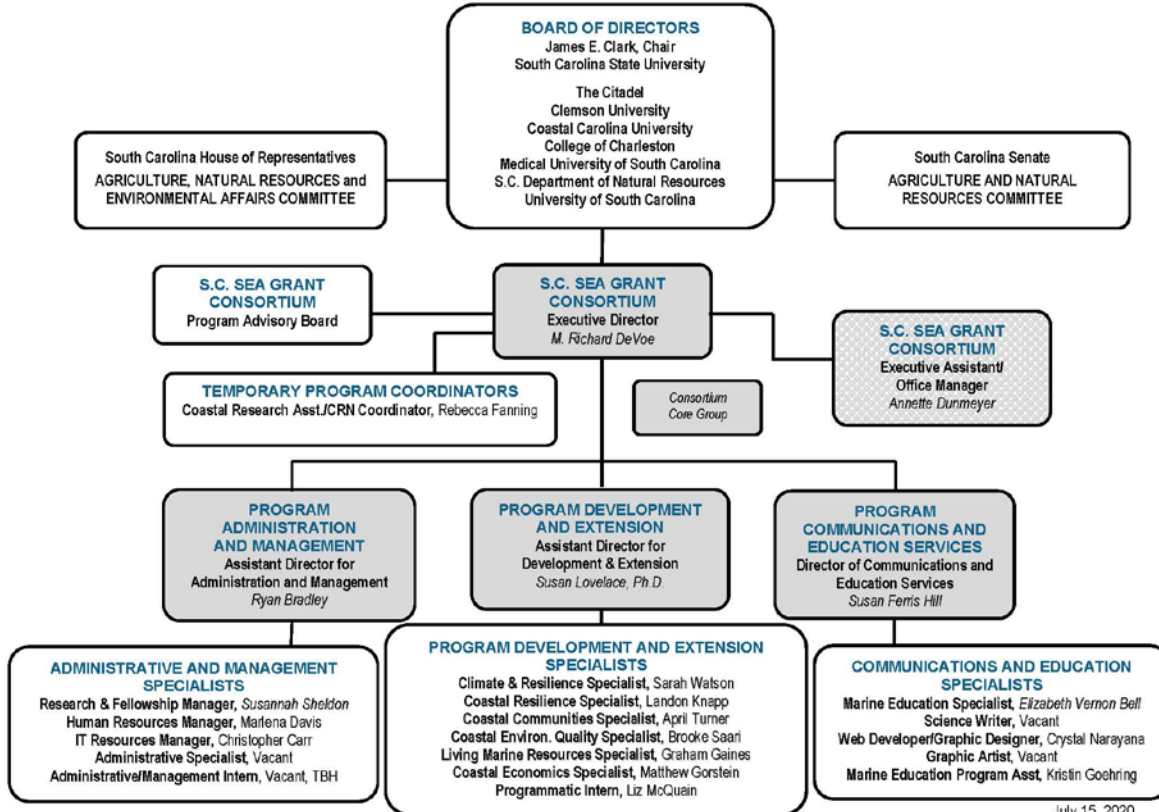 BOARD OF DIRECTORS
James E. Clark, Chair
South Carolina State University
The Citadel
Clemson University
Coastal Carolina University
College of Charleston
Medical University of South Carolina
S.C. Department of Natural Resources
University of South Carolina
South Carolina House of Representatives
AGRICULTURE, NATURAL RESOURCES and
ENVIRONMENTAL AFFAIRS COMMITTEE
South Carolina Senate
AGRICULTURE AND NATURAL
RESOURCES COMMITTEE
S.C. SEA GRANT
CONSORTIUM
Program Advisory Board
S.C. SEA GRANT
CONSORTIUM
Executive Director
M. Richard DeVoe
S.C. SEA GRANT
CONSORTIUM
Executive Assistant/
Office Manager
Annette Dunmeyer
TEMPORARY PROGRAM COORDINATORS
Coastal Research Asst./CRN Coordinator, Rebecca Fanning
Consortium
Core Group
PROGRAM
ADMINISTRATION
AND MANAGEMENT
Assistant Director for
Administration and Management
Ryan Bradley
PROGRAM DEVELOPMENT
AND EXTENSION
Assistant Director for
Development & Extension
Susan Lovelace, Ph.D.
PROGRAM
COMMUNICATIONS AND
EDUCATION SERVICES
Director of Communications and
Education Services
Susan Ferris Hill
ADMINISTRATIVE AND MANAGEMENT
SPECIALISTS
Research & Fellowship Manager, Susannah Sheldon
Human Resources Manager, Marlena Davis
IT Resources Manager, Christopher Carr
Administrative Specialist, Vacant
Administrative/Management Intern, Vacant, TBH
PROGRAM DEVELOPMENT AND EXTENSION
SPECIALISTS
Climate & Resilience Specialist, Sarah Watson
Coastal Resilience Specialist, Landon Knapp
Coastal Communities Specialist, April Turner
Coastal Environ. Quality Specialist, Brooke Saari
Living Marine Resources Specialist, Graham Gaines
Coastal Economics Specialist, Matthew Gorstein
Programmatic Intern, Liz McQuain
COMMUNICATIONS AND EDUCATION
SPECIALISTS
Marine Education Specialist, Elizabeth Vernon Bell
Science Writer, Vacant
Web Developer/Graphic Designer, Crystal Narayana
Graphic Artist, Vacant
Marine Education Program Asst, Kristin Goehring
July 15, 2020